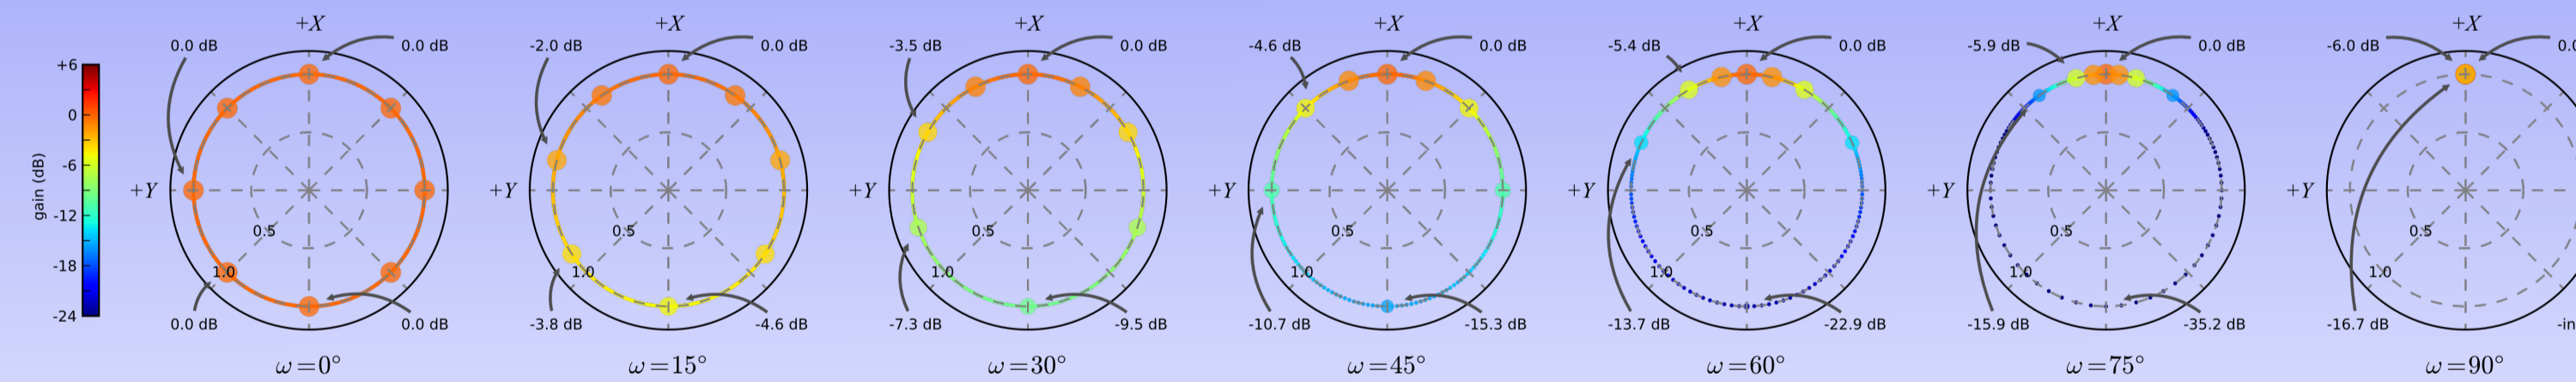 +X +X +X +X +X +X +X
0.0 dB 0.0 dB -2.0 dB 0.0 dB -3.5 dB 0.0 dB -4.6 dB 0.0 dB -5.4 dB 0.0 dB -5.9 dB 0.0 dB -6.0 dB 0.0
+6
0
-6
-12
-18
-24
gain (dB)
+Y +Y +Y +Y +Y +Y +Y
0.5 0.5 0.5 0.5 0.5 0.5 0.5
1.0 1.0 1.0 1.0 1.0 1.0 1.0
0.0 dB 0.0 dB -3.8 dB -4.6 dB -7.3 dB -9.5 dB -10.7 dB -15.3 dB -13.7 dB -22.9 dB -15.9 dB -35.2 dB -16.7 dB -in
ω=0° ω=15° ω=30° ω=45° ω=60° ω=75° ω=90°